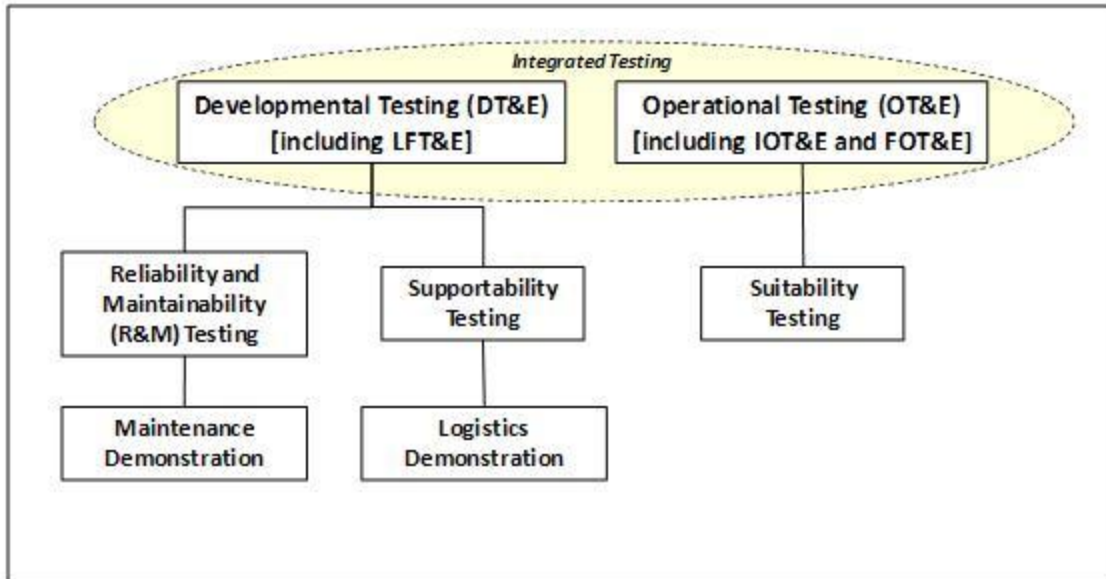 Integrated Testing
Developmental Testing (DT&E)
[including LFT&E]
Operational Testing (OT&E)
[including IOT&E and FOT&E]
Reliability and
Maintainability
(R&M) Testing
Supportability
Testing
Suitability
Testing
Maintenance
Demonstration
Logistics
Demonstration